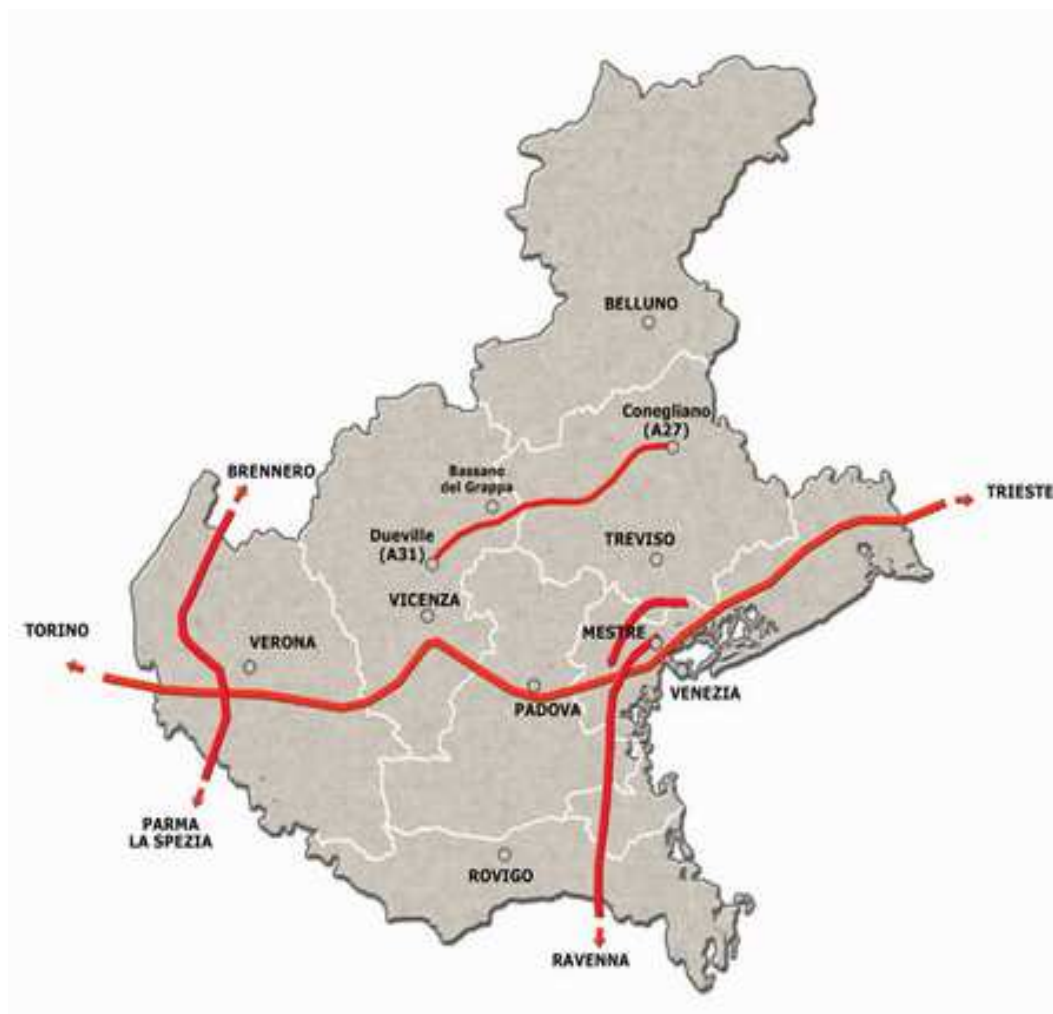 BELLUNO
Conegliano
(A27)
BRENNERO
Bassano
del Grappa
TRIESTE
Dueville
(A31)
TREVISO
VICENZA
TORINO
VERONA
MESTRE
VENEZIA
PADOVA
PARMA
LA SPEZIA
ROVIGO
RAVENNA